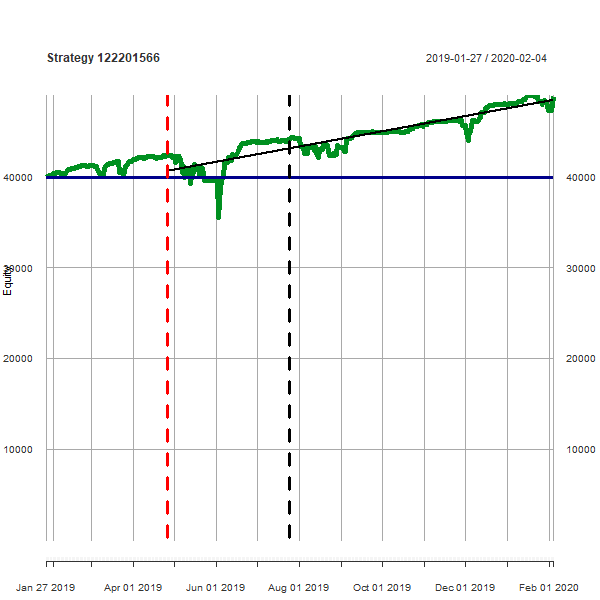 Strategy 122201566
2019-01-27 / 2020-02-04
40000
40000
Equity
30000
30000
20000
20000
10000
10000
Jan 27 2019
Apr 01 2019
Jun 01 2019
Aug 01 2019
Oct 01 2019
Dec 01 2019
Feb 01 2020